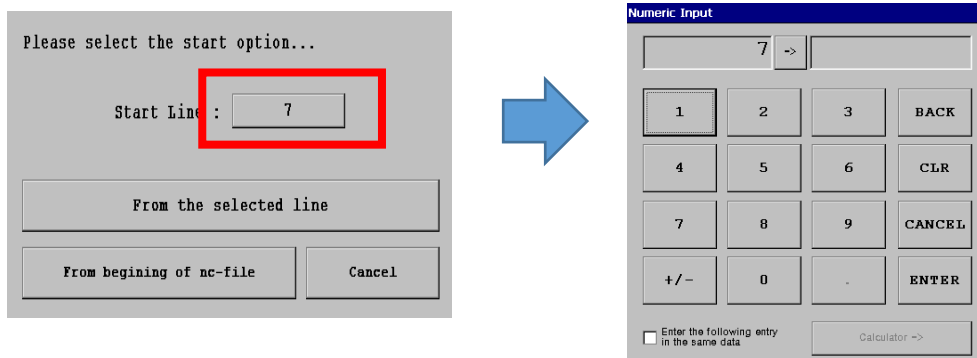 Please select the start option...
Start Line : 7
From the selected line
From begining of nc-file Cancel
Numeric Input
7 ->
1 2 3 BACK
4 5 6 CLR
7 8 9 CANCEL
+/- 0 . ENTER
Enter the following entry
in the same data
Calculator ->